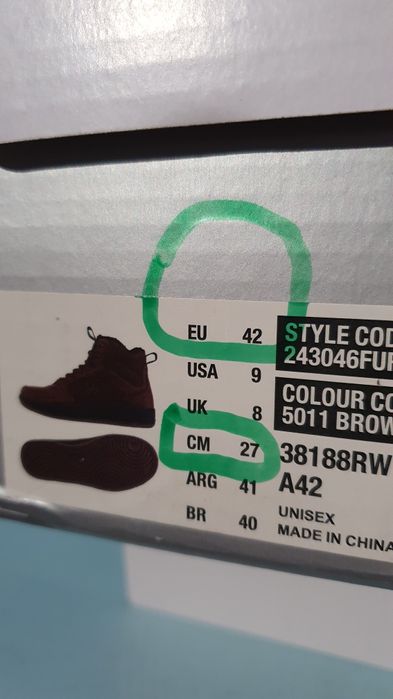 EU 42
USA 9
UK 8
CM 27
ARG 41
BR 40
STYLE COD
243046FUR
COLOUR CO
5011 BROW
38188RW
A42
UNISEX
MADE IN CHINA